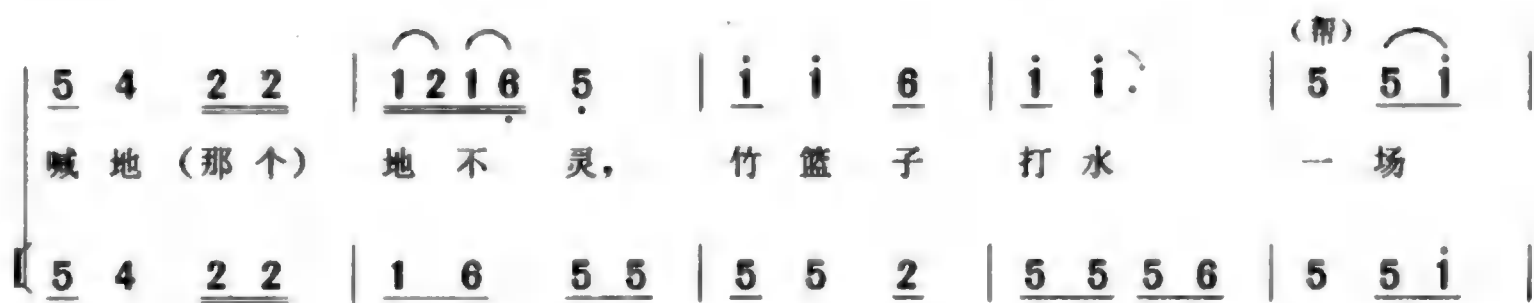 (帮)
5 4 2 2 | 1 2 1 6 5 | i i 6 | i i · | 5 5 i |
喊 地 (那 个) 地 不 灵, 竹 篮 子 打 水 一 场
5 4 2 2 | 1 6 5 5 | 5 5 2 | 5 5 5 6 | 5 5 i |